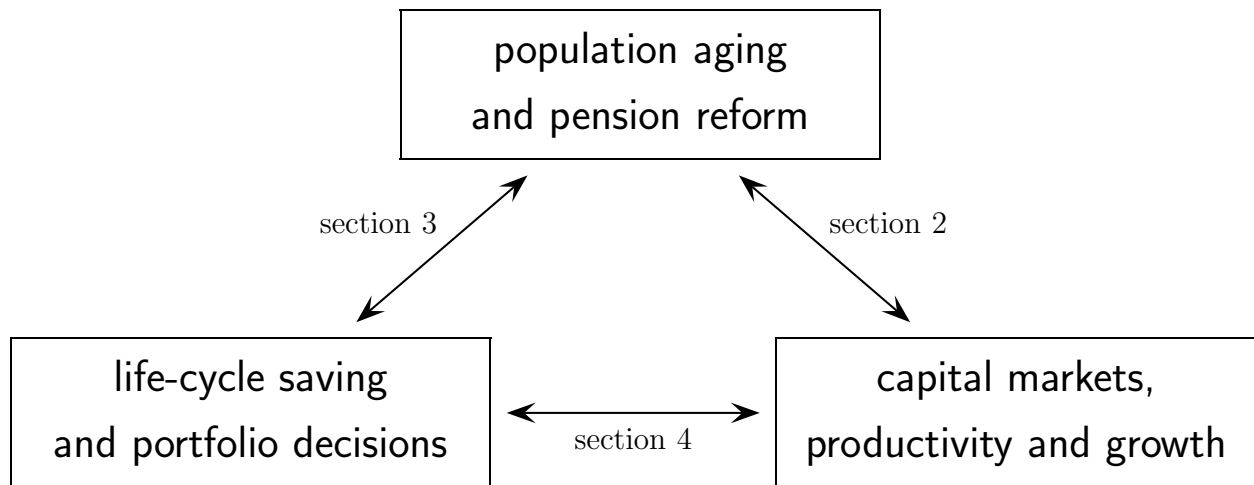 population aging
and pension reform
section 3
section 2
life-cycle saving
and portfolio decisions
section 4
capital markets,
productivity and growth